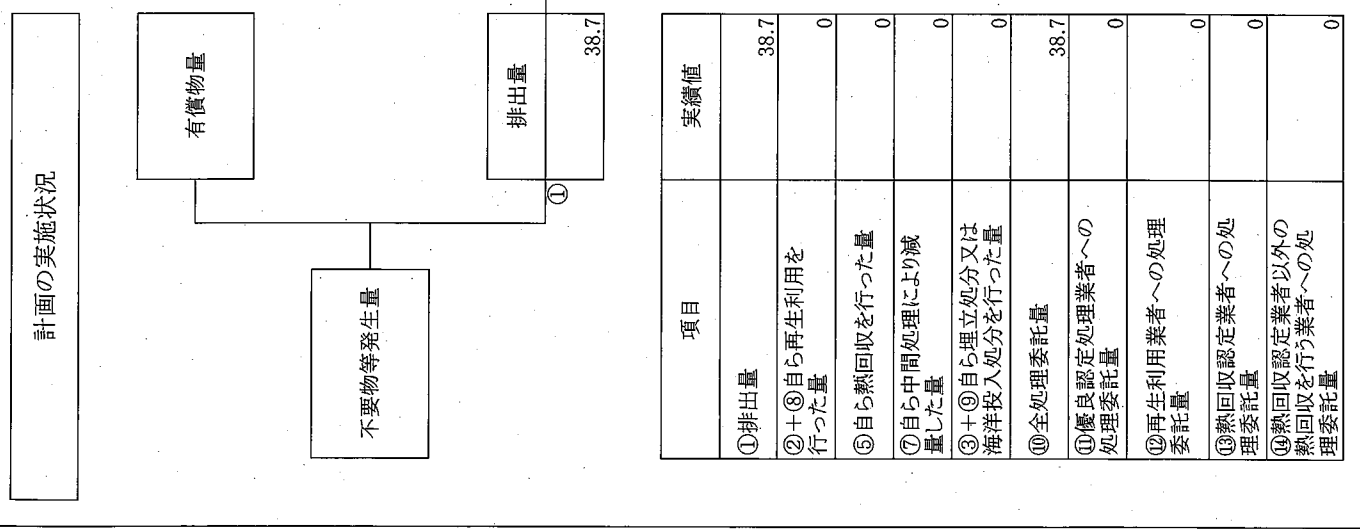 計画の実施状況
有償物量
不要物等発生量
排出量
①
38.7
項目
実績値
①排出量
38.7
②+⑧自ら再生利用を
行った量
0
⑤自ら熱回収を行った量
0
⑦自ら中間処理により減
量した量
0
③+⑨自ら埋立処分又は
海洋投入処分を行った量
0
⑩全処理委託量
38.7
⑪優良認定処理業者への
処理委託量
0
⑫再生利用業者への処理
委託量
0
⑬熱回収認定業者への処
理委託量
0
⑭熱回収認定業者以外の
熱回収を行う業者への処
理委託量
0